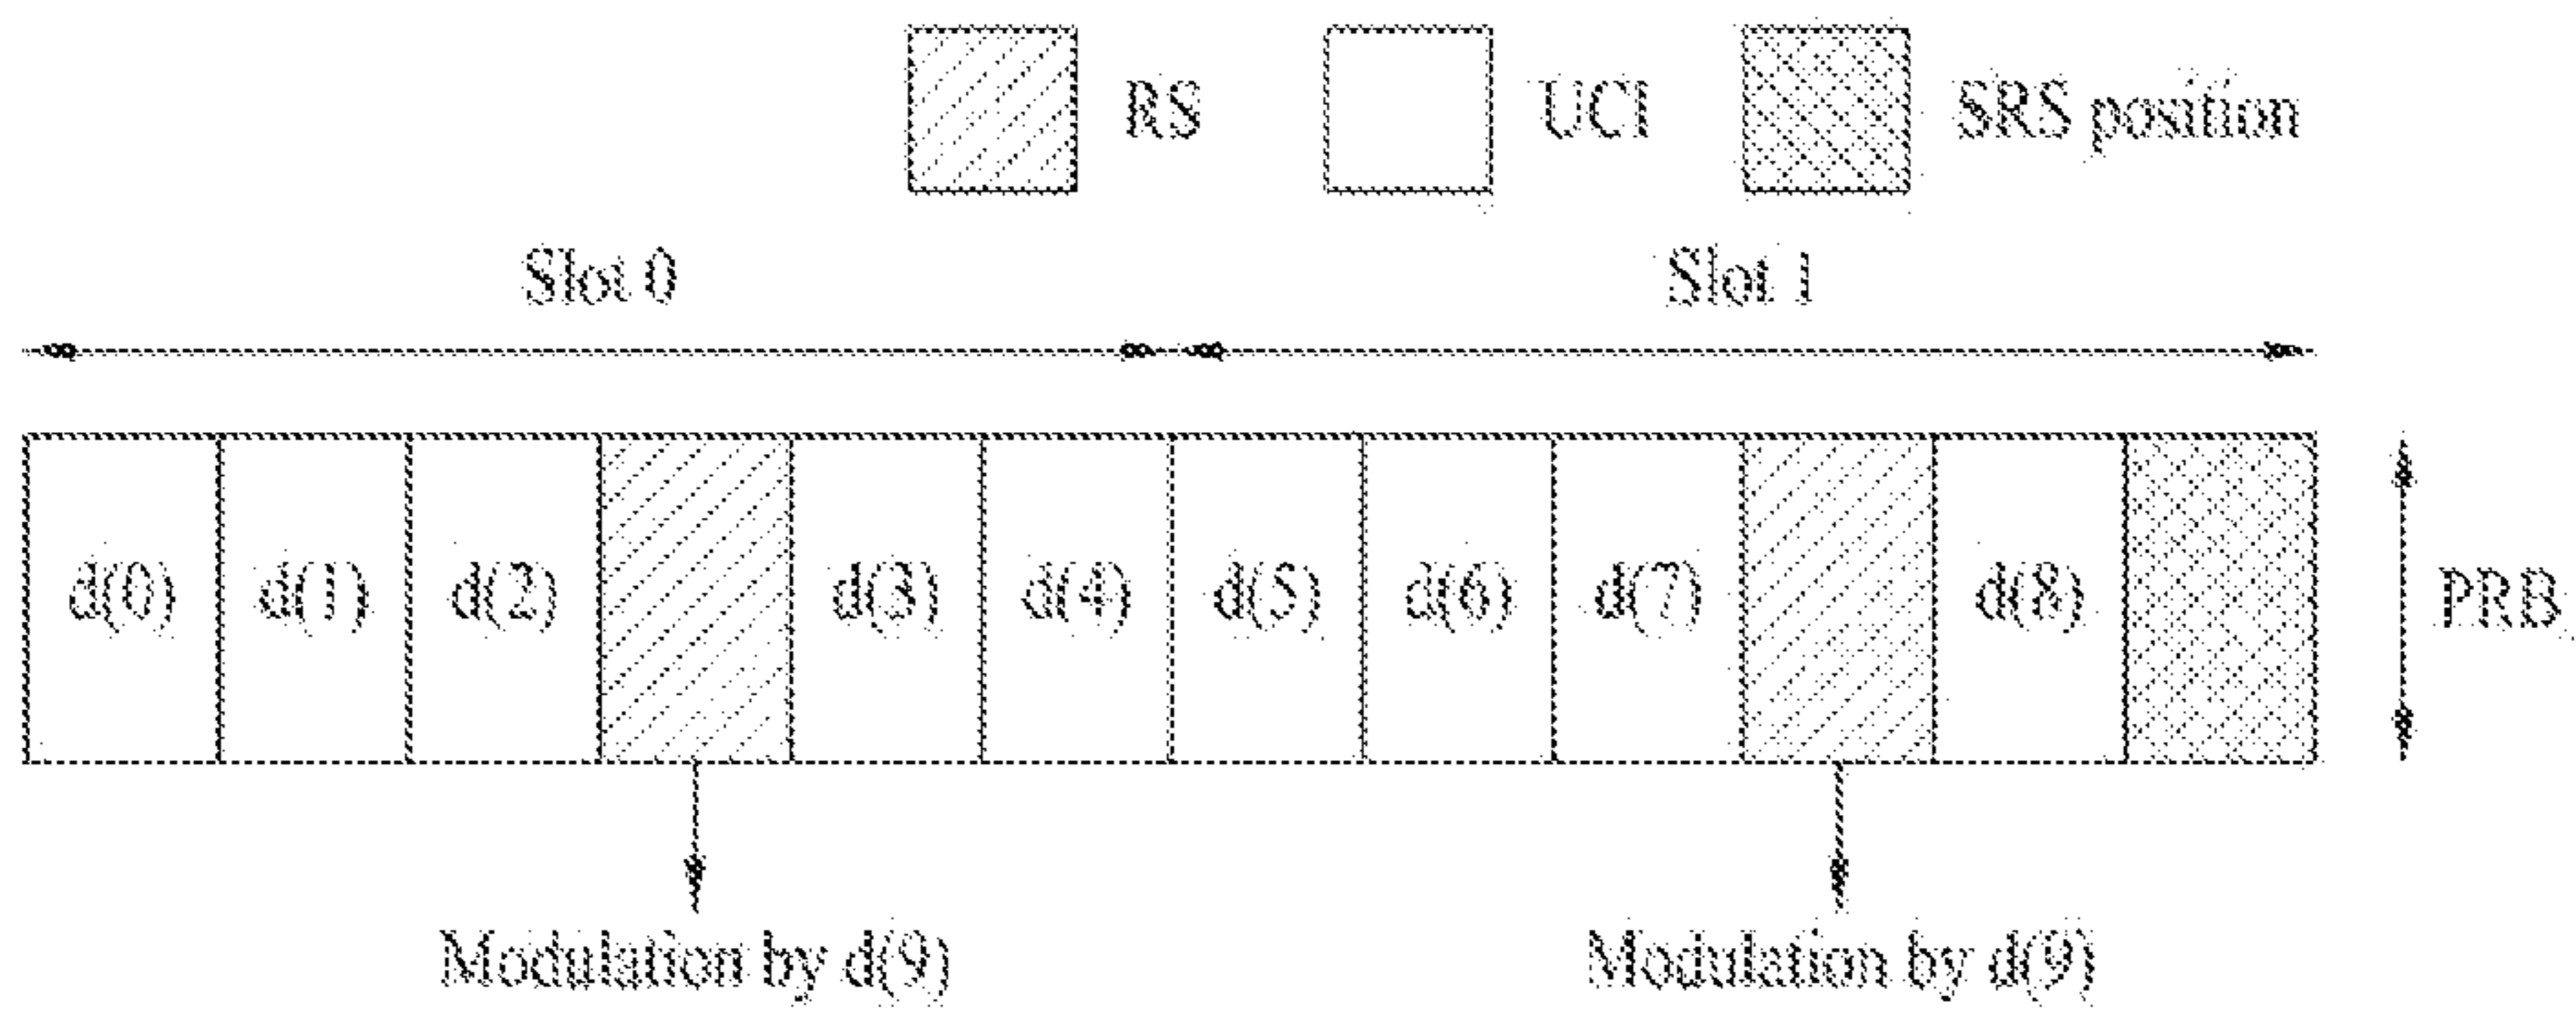 RS UCI SRS position
Slot 0 Slot 1
d(0) d(1) d(2) d(3) d(4) d(5) d(6) d(7) d(8) PRB
Modulation by d(9) Modulation by d(9)